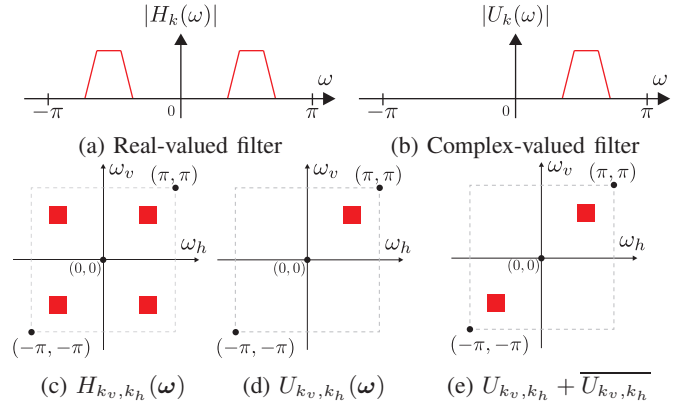 |H_k(ω)| |U_k(ω)|
ω ω
−π 0 π −π 0 π
(a) Real-valued filter (b) Complex-valued filter
ω_v (π, π) ω_v (π, π) ω_v (π, π)
ω_h ω_h ω_h
(0, 0) (0, 0) (0, 0)
(−π, −π) (−π, −π) (−π, −π)
(c) H_{k_v,k_h}(ω) (d) U_{k_v,k_h}(ω) (e) U_{k_v,k_h} + \overline{U_{k_v,k_h}}